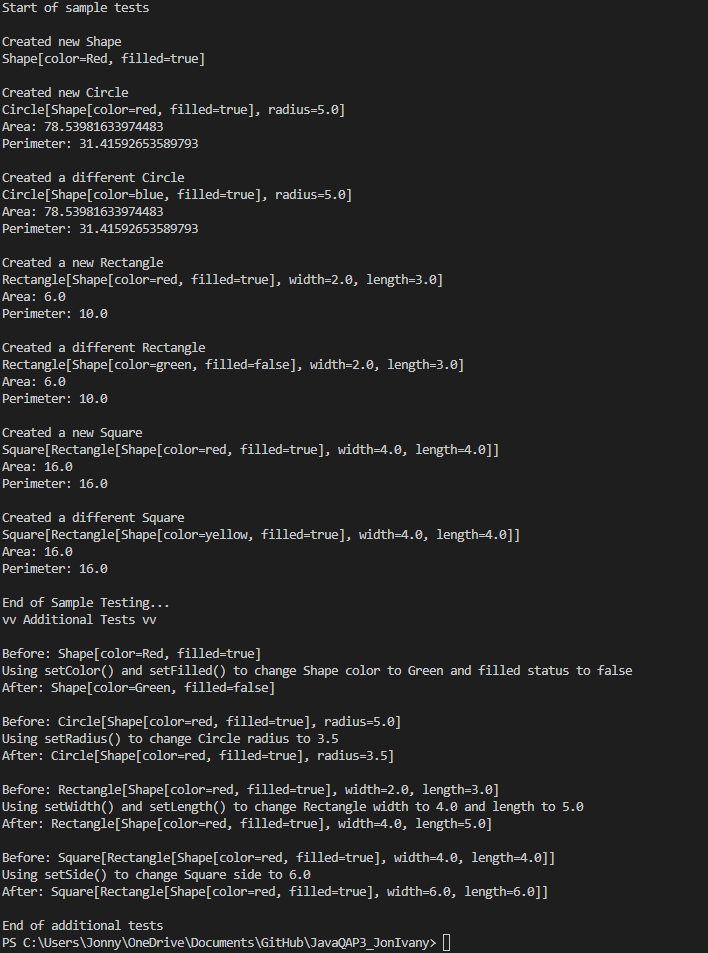 Start of sample tests
Created new Shape
Shape[color=Red, filled=true]
Created new Circle
Circle[Shape[color=red, filled=true], radius=5.0]
Area: 78.53981633974483
Perimeter: 31.41592653589793
Created a different Circle
Circle[Shape[color=blue, filled=true], radius=5.0]
Area: 78.53981633974483
Perimeter: 31.41592653589793
Created a new Rectangle
Rectangle[Shape[color=red, filled=true], width=2.0, length=3.0]
Area: 6.0
Perimeter: 10.0
Created a different Rectangle
Rectangle[Shape[color=green, filled=false], width=2.0, length=3.0]
Area: 6.0
Perimeter: 10.0
Created a new Square
Square[Rectangle[Shape[color=red, filled=true], width=4.0, length=4.0]]
Area: 16.0
Perimeter: 16.0
Created a different Square
Square[Rectangle[Shape[color=yellow, filled=true], width=4.0, length=4.0]]
Area: 16.0
Perimeter: 16.0
End of Sample Testing...
vv Additional Tests vv
Before: Shape[color=Red, filled=true]
Using setColor() and setFilled() to change Shape color to Green and filled status to false
After: Shape[color=Green, filled=false]
Before: Circle[Shape[color=red, filled=true], radius=5.0]
Using setRadius() to change Circle radius to 3.5
After: Circle[Shape[color=red, filled=true], radius=3.5]
Before: Rectangle[Shape[color=red, filled=true], width=2.0, length=3.0]
Using setWidth() and setLength() to change Rectangle width to 4.0 and length to 5.0
After: Rectangle[Shape[color=red, filled=true], width=4.0, length=5.0]
Before: Square[Rectangle[Shape[color=red, filled=true], width=4.0, length=4.0]]
Using setSide() to change Square side to 6.0
After: Square[Rectangle[Shape[color=red, filled=true], width=6.0, length=6.0]]
End of additional tests
PS C:\Users\Jonny\OneDrive\Documents\GitHub\JavaQAP3_JonIvany>